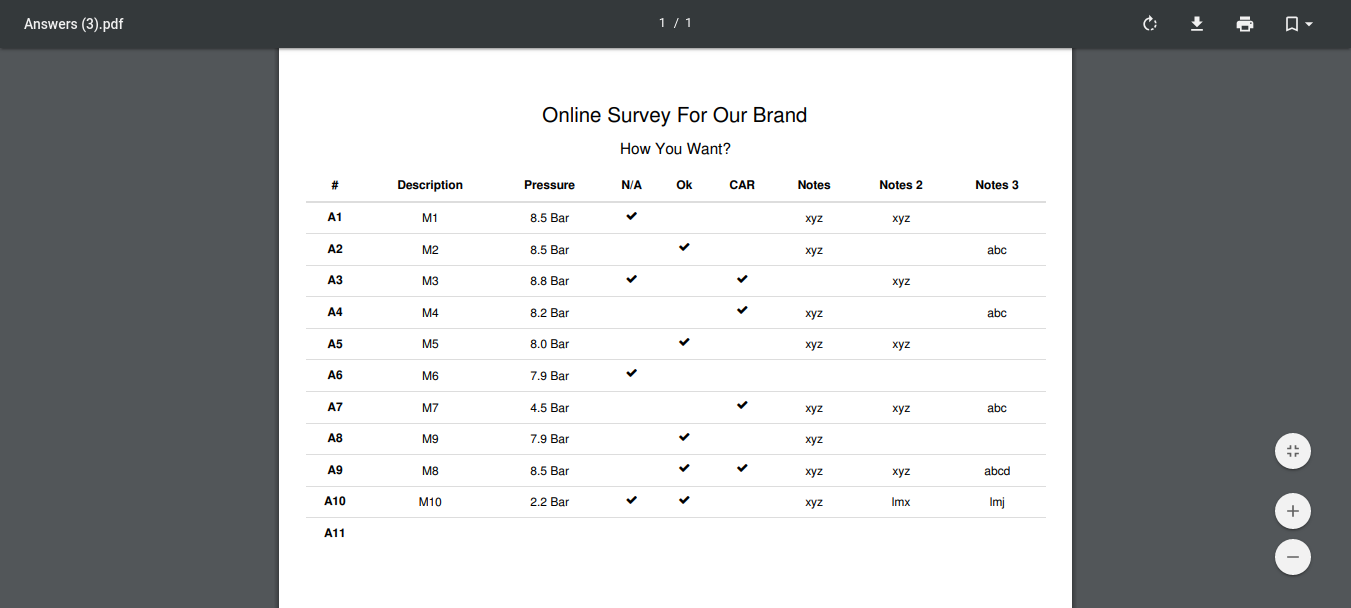 Answers (3).pdf
1 / 1
Online Survey For Our Brand
How You Want?
# Description Pressure N/A Ok CAR Notes Notes 2 Notes 3
A1 M1 8.5 Bar ✔ xyz xyz
A2 M2 8.5 Bar ✔ xyz abc
A3 M3 8.8 Bar ✔ ✔ xyz
A4 M4 8.2 Bar ✔ xyz abc
A5 M5 8.0 Bar ✔ xyz xyz
A6 M6 7.9 Bar ✔
A7 M7 4.5 Bar ✔ xyz xyz abc
A8 M9 7.9 Bar ✔ xyz
A9 M8 8.5 Bar ✔ ✔ xyz xyz abcd
A10 M10 2.2 Bar ✔ ✔ xyz lmx lmj
A11